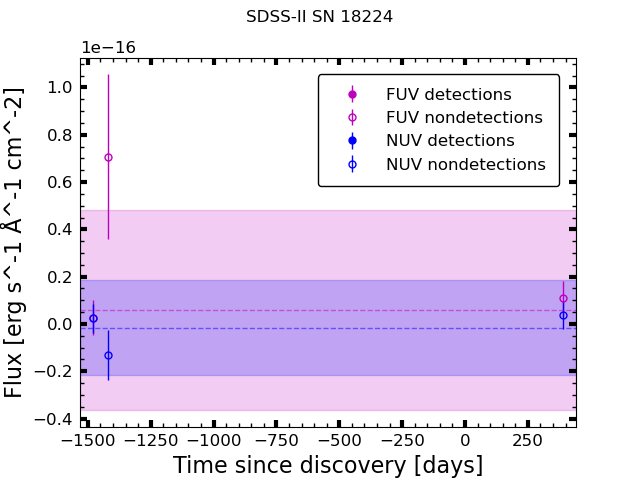 SDSS-II SN 18224
1e−16
FUV detections
FUV nondetections
NUV detections
NUV nondetections
1.0
0.8
0.6
0.4
0.2
0.0
−0.2
−0.4
Flux [erg s^-1 Å^-1 cm^-2]
−1500 −1250 −1000 −750 −500 −250 0 250
Time since discovery [days]